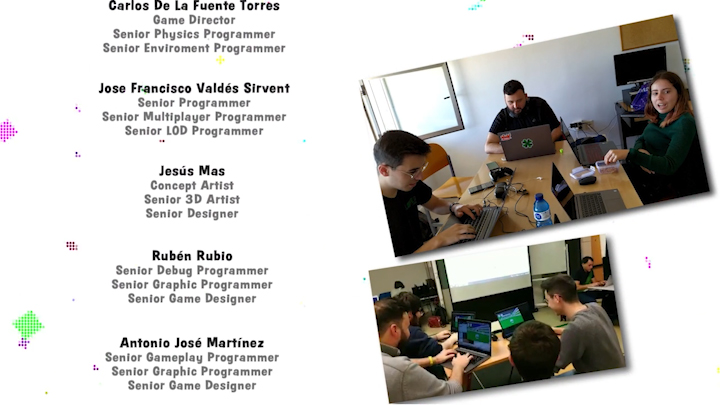 Carlos De La Fuente Torres
Game Director
Senior Physics Programmer
Senior Enviroment Programmer
Jose Francisco Valdés Sirvent
Senior Programmer
Senior Multiplayer Programmer
Senior LOD Programmer
Jesús Mas
Concept Artist
Senior 3D Artist
Senior Designer
Rubén Rubio
Senior Debug Programmer
Senior Graphic Programmer
Senior Game Designer
Antonio José Martínez
Senior Gameplay Programmer
Senior Graphic Programmer
Senior Game Designer